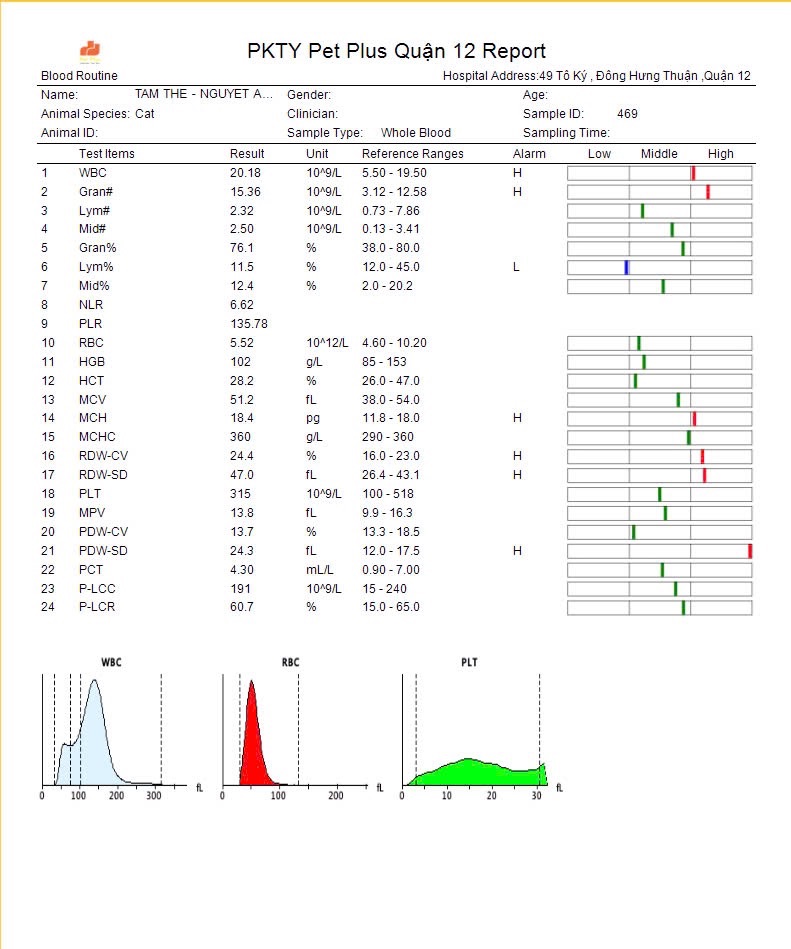 PKTY Pet Plus Quận 12 Report
Blood Routine Hospital Address:49 Tô Ký , Đông Hưng Thuận ,Quận 12
Name: TAM THE - NGUYET A... Gender: Age:
Animal Species: Cat Clinician: Sample ID: 469
Animal ID: Sample Type: Whole Blood Sampling Time:
Test Items Result Unit Reference Ranges Alarm Low Middle High
1 WBC 20.18 10^9/L 5.50 - 19.50 H
2 Gran# 15.36 10^9/L 3.12 - 12.58 H
3 Lym# 2.32 10^9/L 0.73 - 7.86
4 Mid# 2.50 10^9/L 0.13 - 3.41
5 Gran% 76.1 % 38.0 - 80.0
6 Lym% 11.5 % 12.0 - 45.0 L
7 Mid% 12.4 % 2.0 - 20.2
8 NLR 6.62
9 PLR 135.78
10 RBC 5.52 10^12/L 4.60 - 10.20
11 HGB 102 g/L 85 - 153
12 HCT 28.2 % 26.0 - 47.0
13 MCV 51.2 fL 38.0 - 54.0
14 MCH 18.4 pg 11.8 - 18.0 H
15 MCHC 360 g/L 290 - 360
16 RDW-CV 24.4 % 16.0 - 23.0 H
17 RDW-SD 47.0 fL 26.4 - 43.1 H
18 PLT 315 10^9/L 100 - 518
19 MPV 13.8 fL 9.9 - 16.3
20 PDW-CV 13.7 % 13.3 - 18.5
21 PDW-SD 24.3 fL 12.0 - 17.5 H
22 PCT 4.30 mL/L 0.90 - 7.00
23 P-LCC 191 10^9/L 15 - 240
24 P-LCR 60.7 % 15.0 - 65.0
WBC RBC PLT
0 100 200 300 fL 0 100 200 fL 0 10 20 30 fL